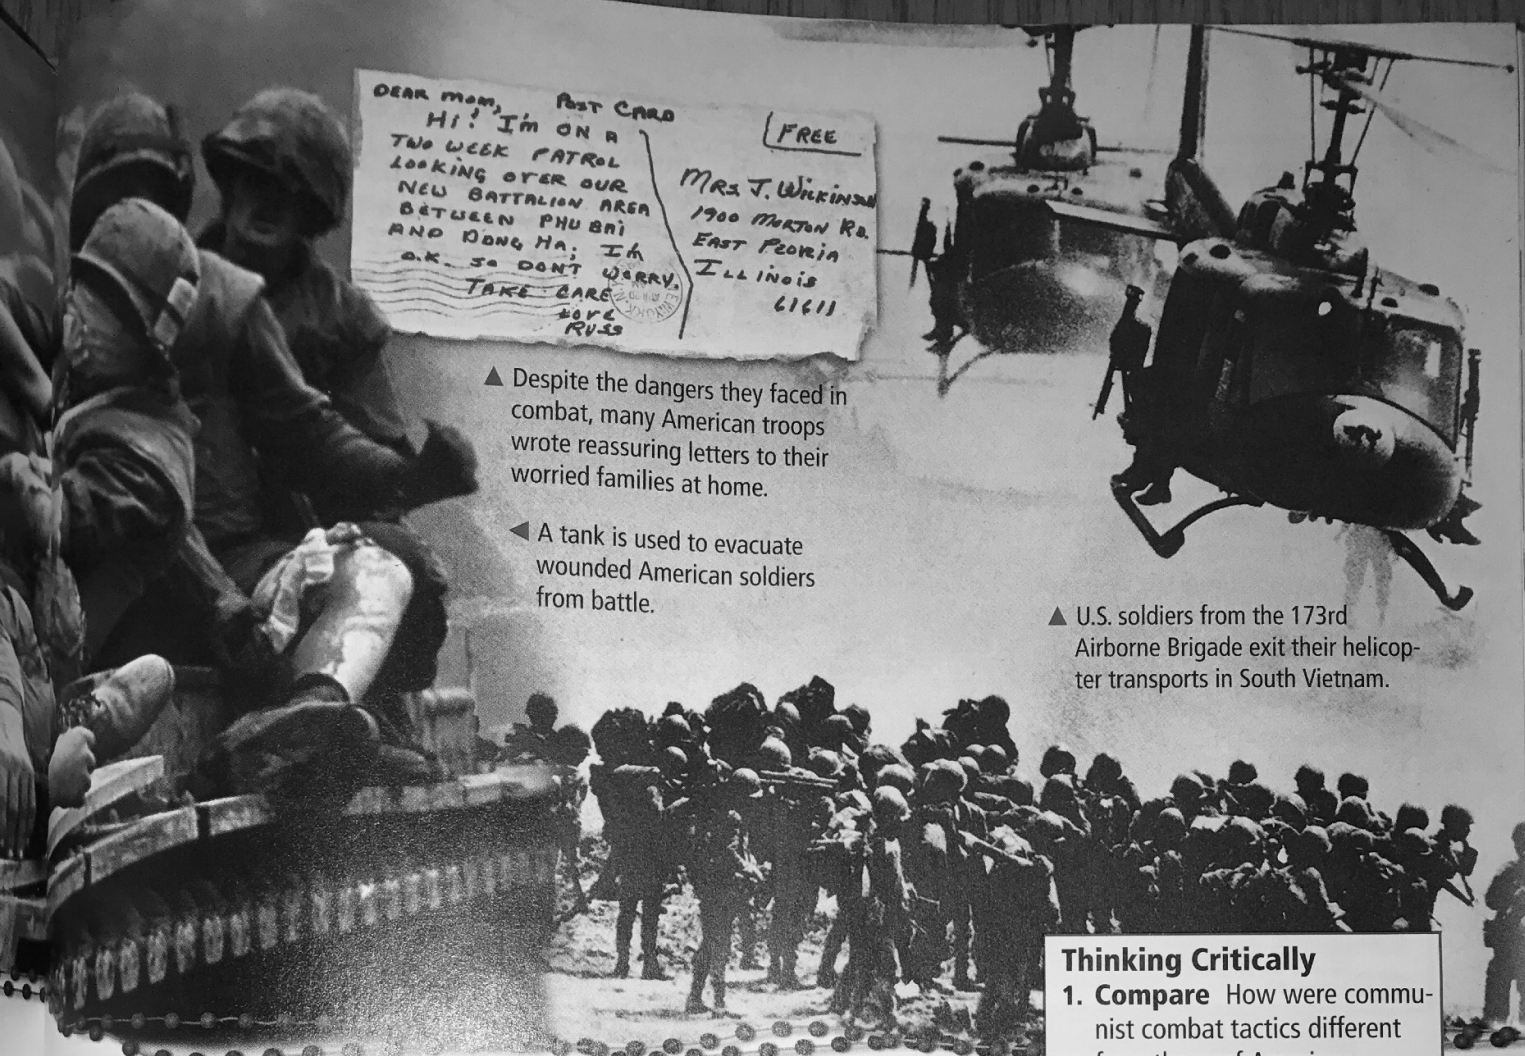 DEAR MOM, POST CARD
HI! I'M ON A
TWO WEEK PATROL
LOOKING OVER OUR
NEW BATTALION AREA
BETWEEN PHU BAI
AND DONG HA. I'M
O.K. SO DON'T WORRY.
TAKE CARE
LOVE
RUSS
FREE
MRS J. WILKINSON
1900 MORTON RD.
EAST PEORIA
ILLINOIS
61611
▲ Despite the dangers they faced in
combat, many American troops
wrote reassuring letters to their
worried families at home.
◀ A tank is used to evacuate
wounded American soldiers
from battle.
▲ U.S. soldiers from the 173rd
Airborne Brigade exit their helicop-
ter transports in South Vietnam.
Thinking Critically
1. Compare How were commu-
nist combat tactics different